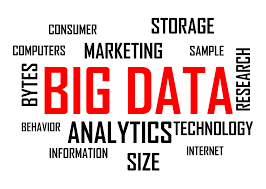 STORAGE
CONSUMER
COMPUTERS
MARKETING
SAMPLE
BYTES
BIG DATA
RESEARCH
BEHAVIOR
ANALYTICS
TECHNOLOGY
INFORMATION
SIZE
INTERNET